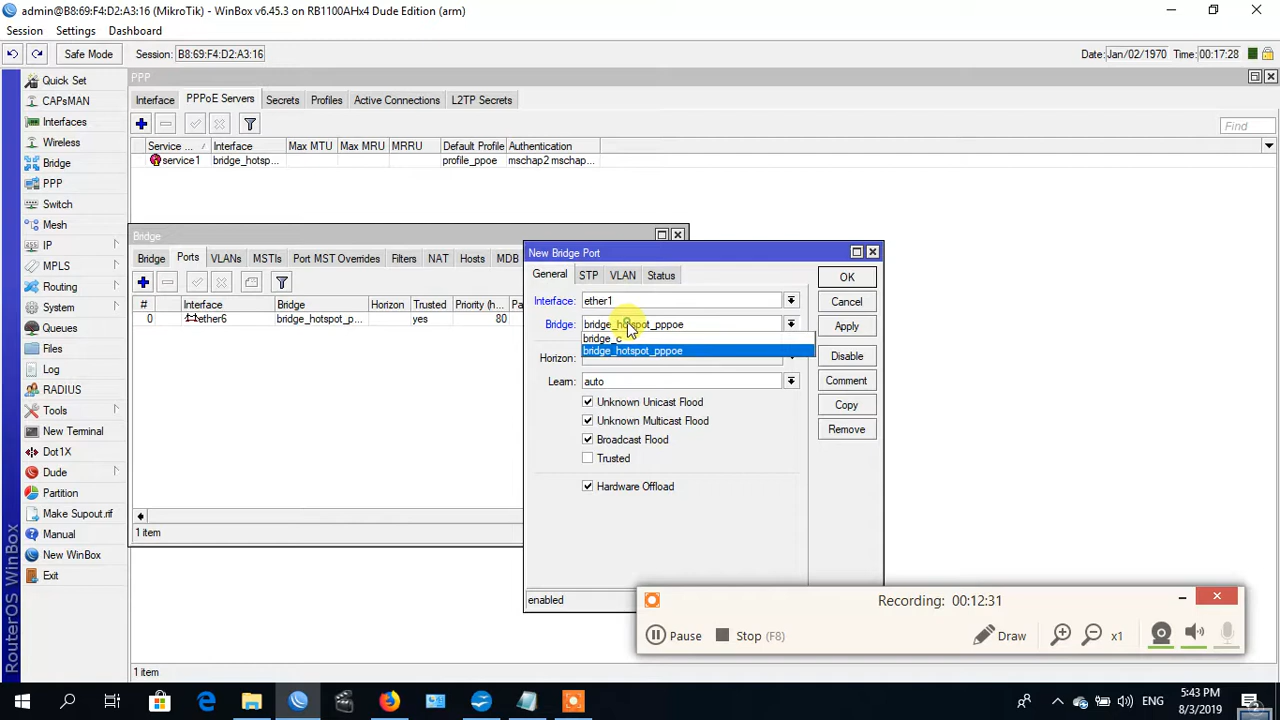 admin@B8:69:F4:D2:A3:16 (MikroTik) - WinBox v6.45.3 on RB1100AHx4 Dude Edition (arm)
Session Settings Dashboard
Safe Mode Session: B8:69:F4:D2:A3:16 Date: Jan/02/1970 Time: 00:17:28
RouterOS WinBox
Quick Set
CAPsMAN
Interfaces
Wireless
Bridge
PPP
Switch
Mesh
IP
MPLS
Routing
System
Queues
Files
Log
RADIUS
Tools
New Terminal
Dot1X
Dude
Partition
Make Supout.rif
Manual
New WinBox
Exit
PPP
Interface PPPoE Servers Secrets Profiles Active Connections L2TP Secrets
Find
Service ... Interface Max MTU Max MRU MRRU Default Profile Authentication
service1 bridge_hotsp... profile_ppoe mschap2 mschap...
1 item
Bridge
Bridge Ports VLANs MSTIs Port MST Overrides Filters NAT Hosts MDB
# Interface Bridge Horizon Trusted Priority (h... Pa
0 ether6 bridge_hotspot_p... yes 80
1 item
New Bridge Port
General STP VLAN Status
Interface: ether1
Bridge: bridge_hotspot_pppoe
bridge_c
bridge_hotspot_pppoe
Horizon:
Learn: auto
Unknown Unicast Flood
Unknown Multicast Flood
Broadcast Flood
Trusted
Hardware Offload
enabled
OK
Cancel
Apply
Disable
Comment
Copy
Remove
Recording: 00:12:31
Pause Stop (F8) Draw x1
ENG
5:43 PM
8/3/2019